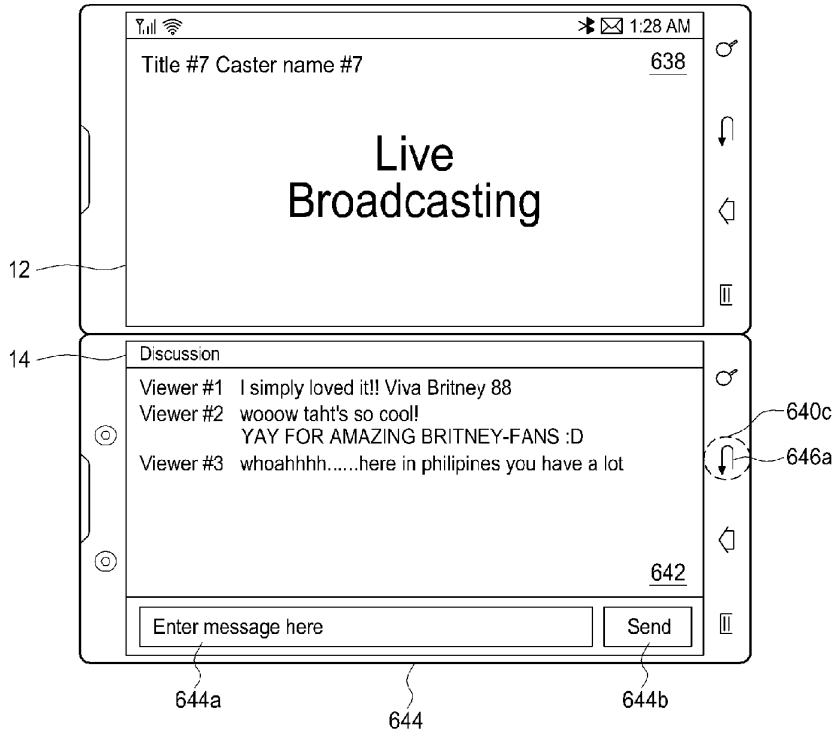 1:28 AM
Title #7 Caster name #7 638
Live
Broadcasting
12
14
Discussion
Viewer #1 I simply loved it!! Viva Britney 88
Viewer #2 wooow taht's so cool!
YAY FOR AMAZING BRITNEY-FANS :D
Viewer #3 whoahhhh......here in philipines you have a lot
640c
646a
642
Enter message here Send
644a
644
644b